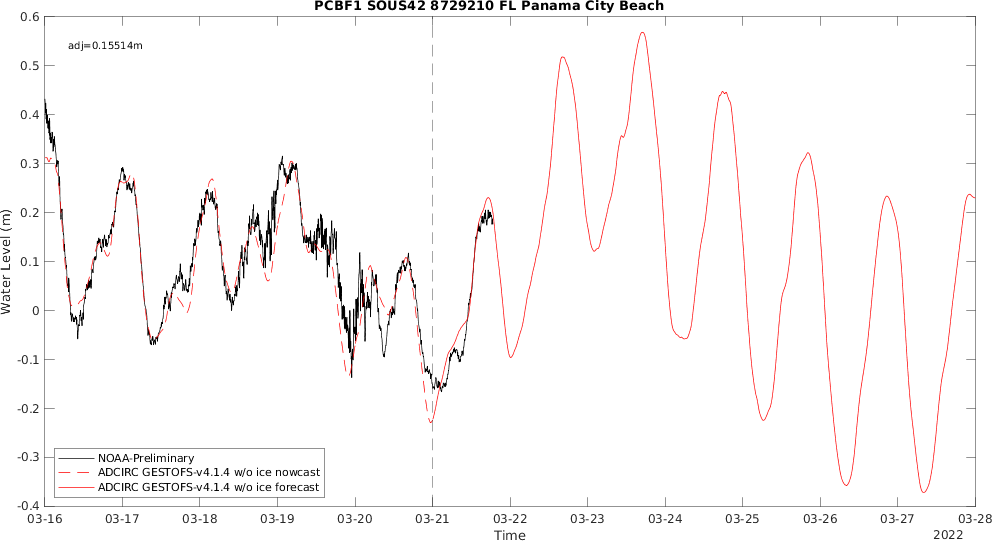 PCBF1 SOUS42 8729210 FL Panama City Beach
adj=0.15514m
0.6
0.5
0.4
0.3
0.2
0.1
0
-0.1
-0.2
-0.3
-0.4
Water Level (m)
NOAA-Preliminary
ADCIRC GESTOFS-v4.1.4 w/o ice nowcast
ADCIRC GESTOFS-v4.1.4 w/o ice forecast
03-16 03-17 03-18 03-19 03-20 03-21 03-22 03-23 03-24 03-25 03-26 03-27 03-28
Time
2022